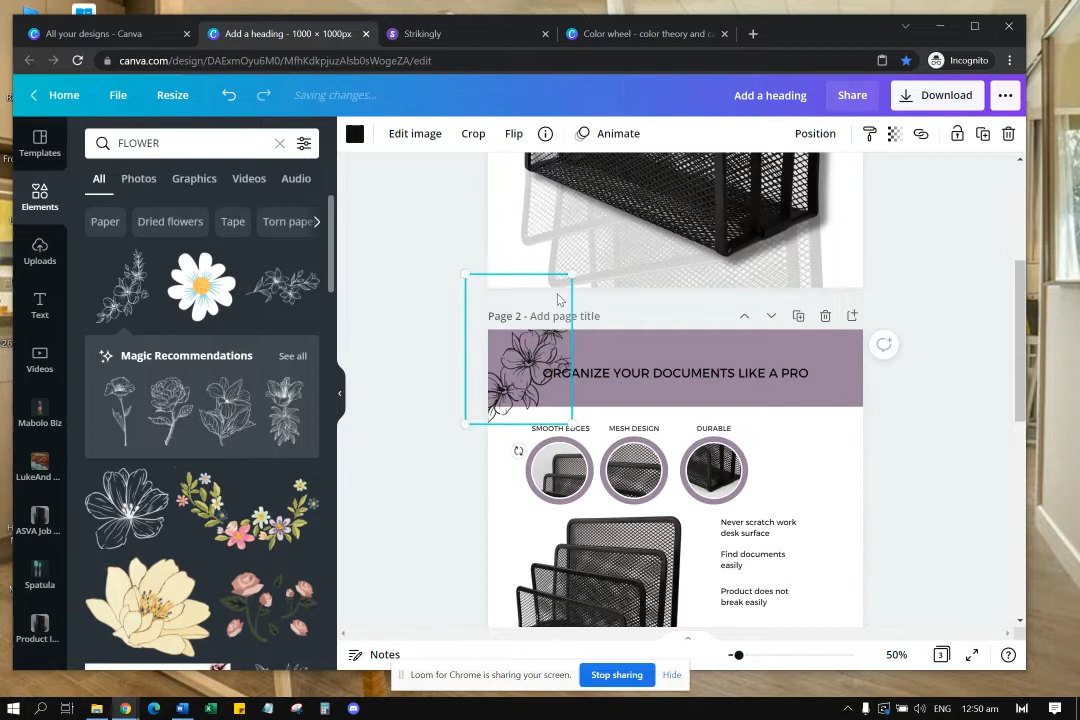 All your designs - Canva
Add a heading - 1000 × 1000px
Strikingly
Color wheel - color theory and ca
canva.com/design/DAExmOyu6M0/MfhKdkpjuzAlsb0sWogeZA/edit
Incognito
Home
File
Resize
Saving changes...
Add a heading
Share
Download
Templates
Elements
Uploads
Text
Videos
Mabolo Biz
LukeAnd ...
ASVA Job ...
Spatula
Product I...
FLOWER
All
Photos
Graphics
Videos
Audio
Paper
Dried flowers
Tape
Torn pape
Magic Recommendations
See all
Edit image
Crop
Flip
Animate
Position
Page 2 - Add page title
ORGANIZE YOUR DOCUMENTS LIKE A PRO
SMOOTH EDGES
MESH DESIGN
DURABLE
Never scratch work
desk surface
Find documents
easily
Product does not
break easily
Notes
50%
3
Loom for Chrome is sharing your screen.
Stop sharing
Hide
ENG
12:50 am